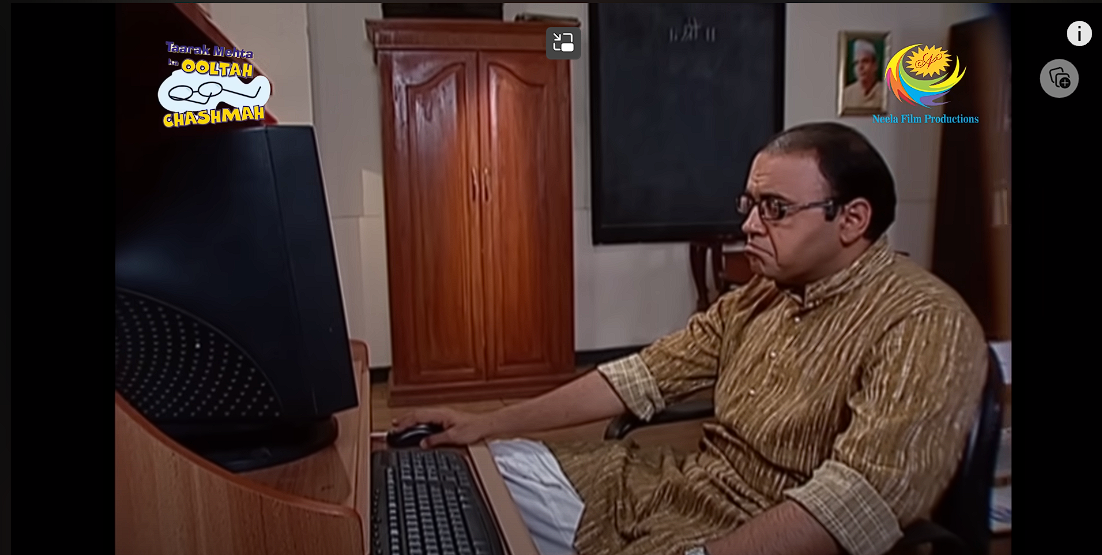 Taarak Mehta
ka OOLTAH
CHASHMAH
॥ श्री ॥
Neela Film Productions
i